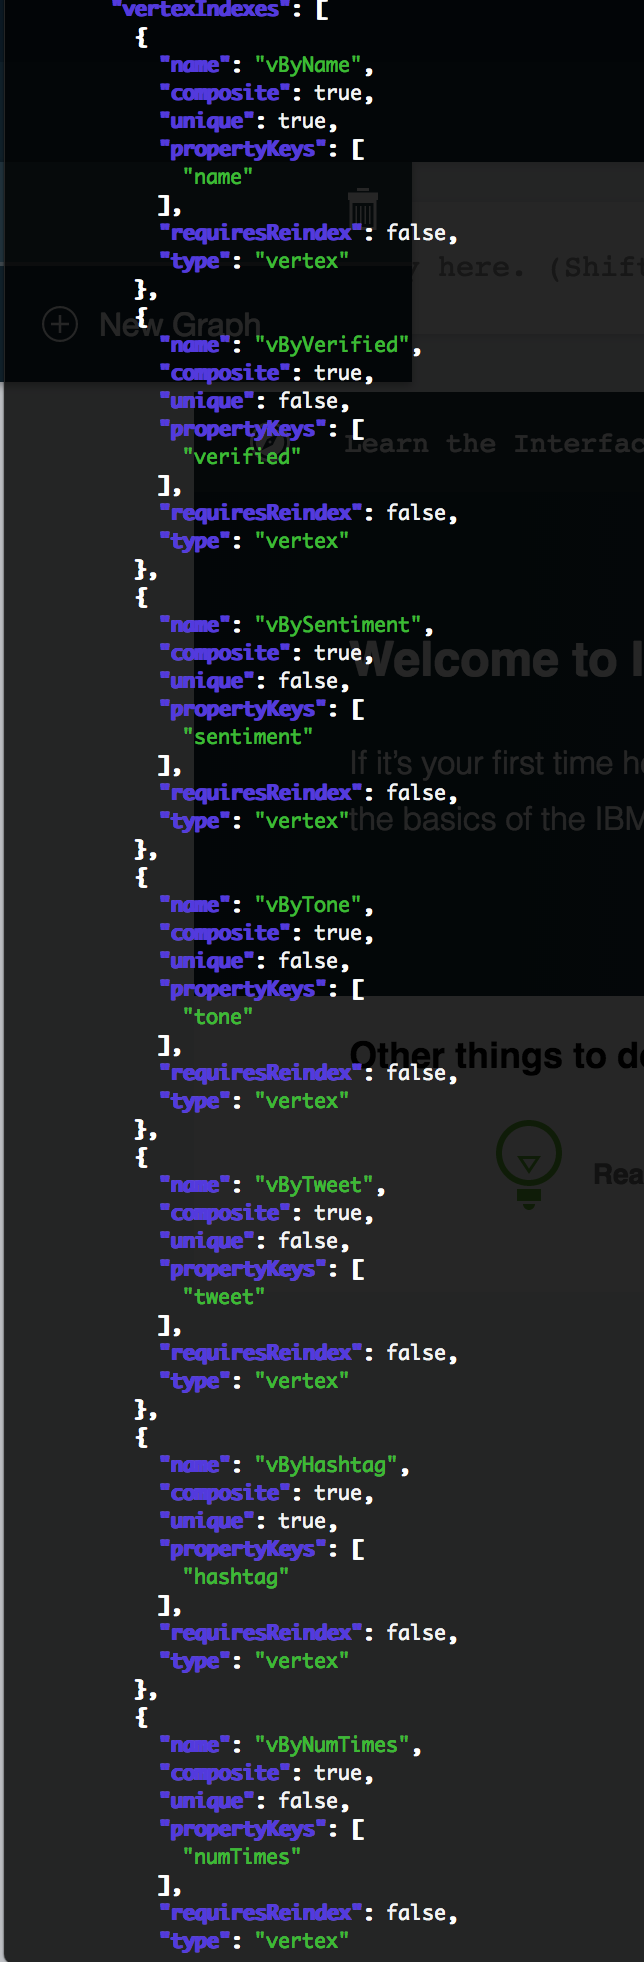 "vertexIndexes": [
{
"name": "vByName",
"composite": true,
"unique": true,
"propertyKeys": [
"name"
],
"requiresReindex": false,
"type": "vertex"
y here. (Shift
},
{
New Graph
"name": "vByVerified",
"composite": true,
"unique": false,
"propertyKeys": [
Learn the Interfac
"verified"
],
"requiresReindex": false,
"type": "vertex"
},
{
"name": "vBySentiment",
"composite": true,
Welcome to I
"unique": false,
"propertyKeys": [
"sentiment"
],
If it's your first time he
"requiresReindex": false,
"type": "vertex"
the basics of the IBM
},
{
"name": "vByTone",
"composite": true,
"unique": false,
"propertyKeys": [
"tone"
],
Other things to do
"requiresReindex": false,
"type": "vertex"
},
{
Rea
"name": "vByTweet",
"composite": true,
"unique": false,
"propertyKeys": [
"tweet"
],
"requiresReindex": false,
"type": "vertex"
},
{
"name": "vByHashtag",
"composite": true,
"unique": true,
"propertyKeys": [
"hashtag"
],
"requiresReindex": false,
"type": "vertex"
},
{
"name": "vByNumTimes",
"composite": true,
"unique": false,
"propertyKeys": [
"numTimes"
],
"requiresReindex": false,
"type": "vertex"